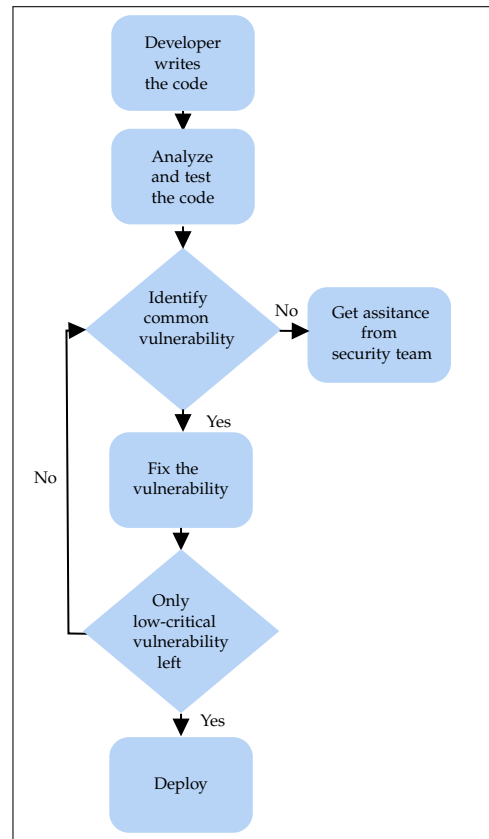 Developer
writes
the code
Analyze
and test
the code
Identify
common
vulnerability
No
Get assitance
from
security team
Yes
Fix the
vulnerability
No
Only
low-critical
vulnerability
left
Yes
Deploy